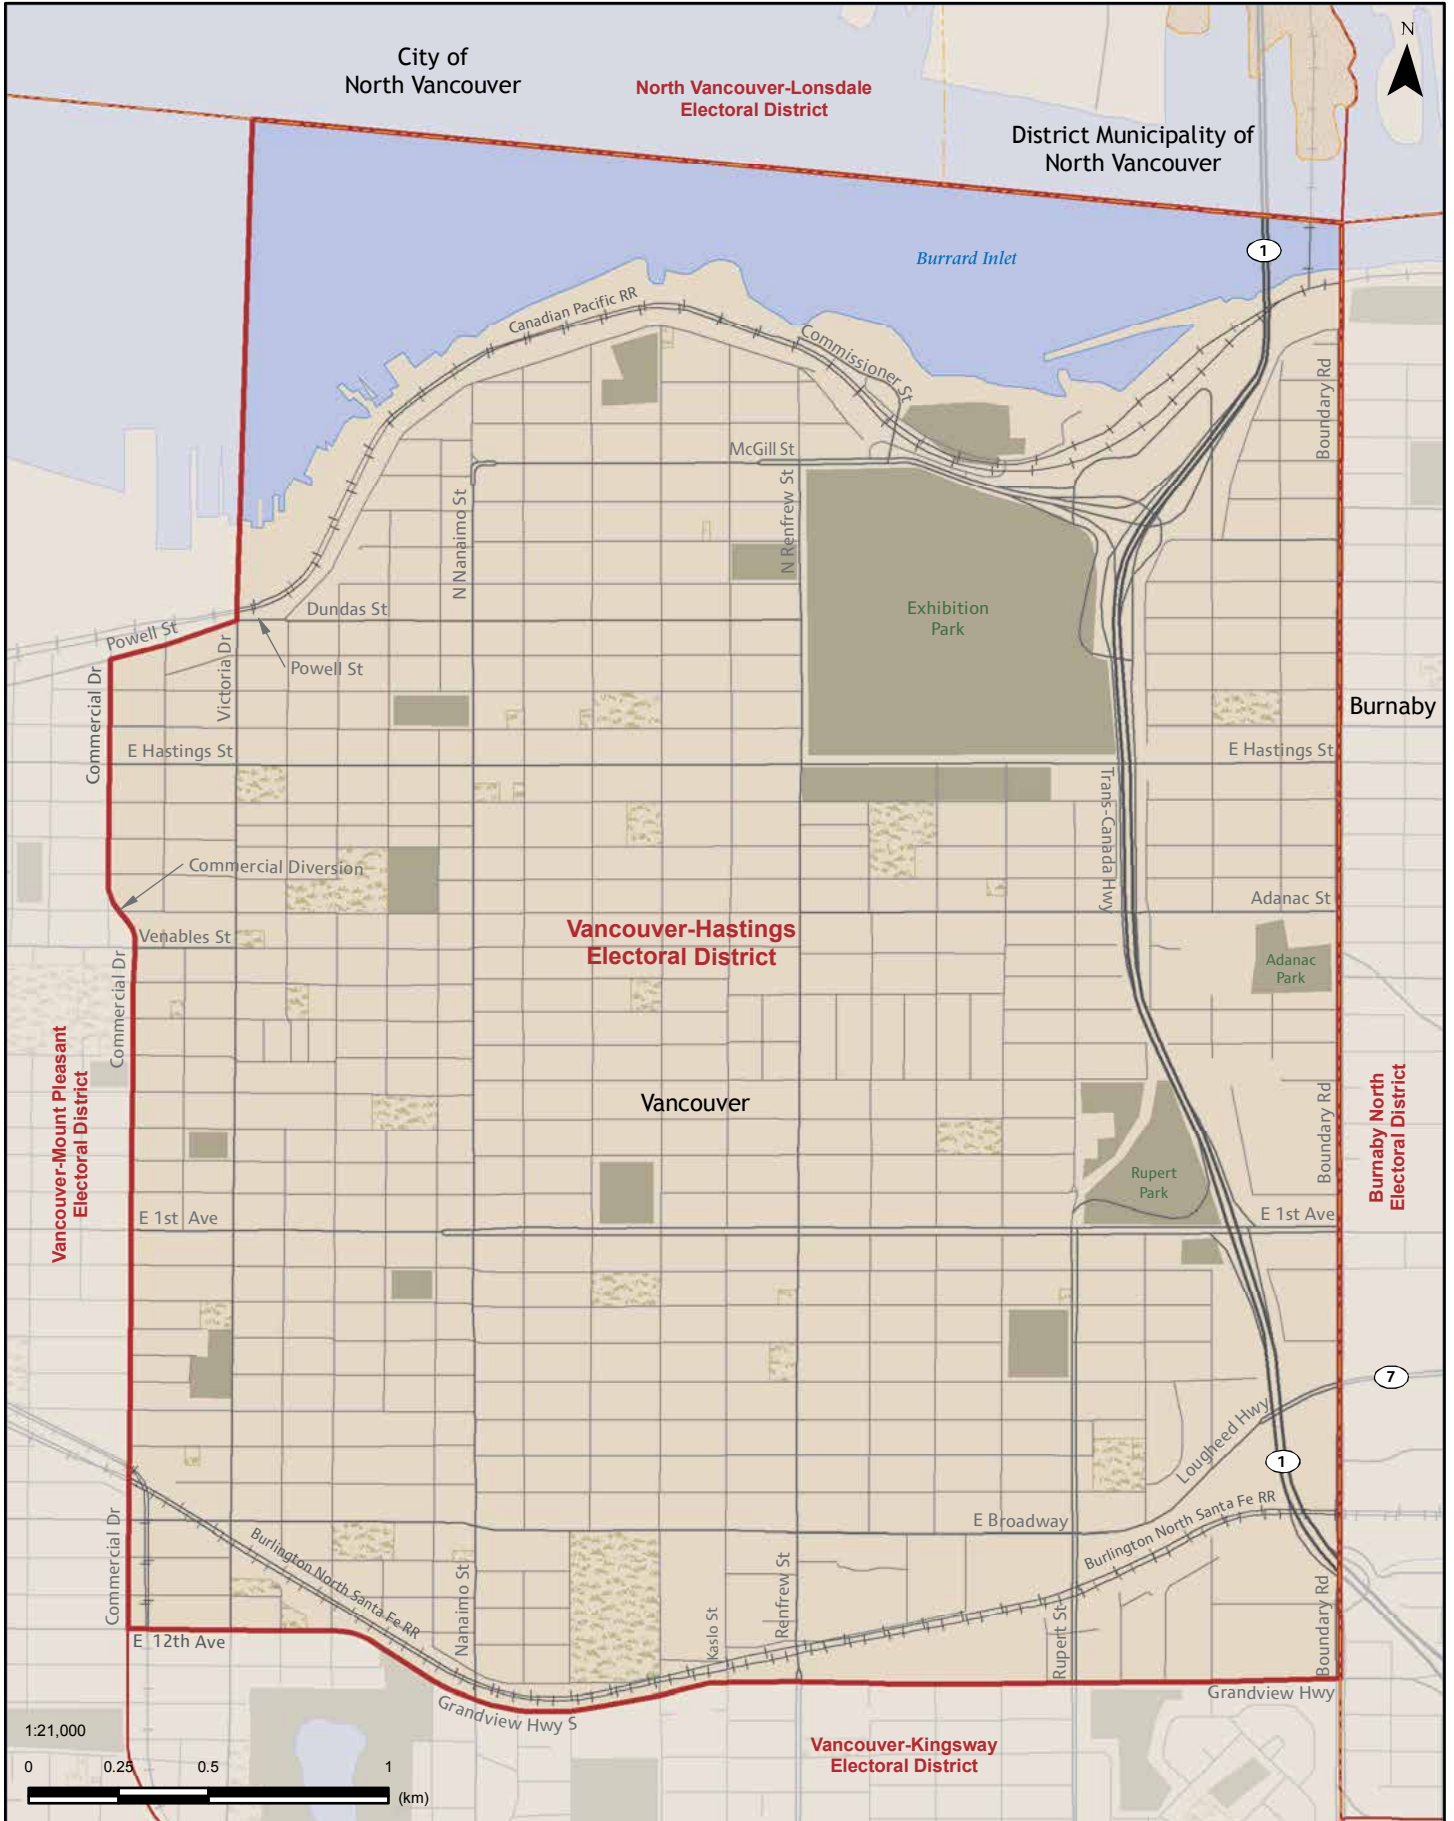 N
City of
North Vancouver
North Vancouver-Lonsdale
Electoral District
District Municipality of
North Vancouver
1
Burrard Inlet
Canadian Pacific RR
Commissioner St
Boundary Rd
McGill St
N Nanaimo St
N Renfrew St
Exhibition
Park
Dundas St
Powell St
Powell St
Victoria Dr
Commercial Dr
Burnaby
E Hastings St
E Hastings St
Trans-Canada Hwy
Commercial Diversion
Adanac St
Venables St
Vancouver-Hastings
Electoral District
Adanac
Park
Commercial Dr
Vancouver-Mount Pleasant
Electoral District
Vancouver
Boundary Rd
Burnaby North
Electoral District
Rupert
Park
E 1st Ave
E 1st Ave
7
Lougheed Hwy
1
Commercial Dr
E Broadway
Burlington North Santa Fe RR
Burlington North Santa Fe RR
Nanaimo St
Kaslo St
Renfrew St
Rupert St
Boundary Rd
E 12th Ave
Grandview Hwy S
Grandview Hwy
1:21,000
Vancouver-Kingsway
Electoral District
0 0.25 0.5 1
(km)